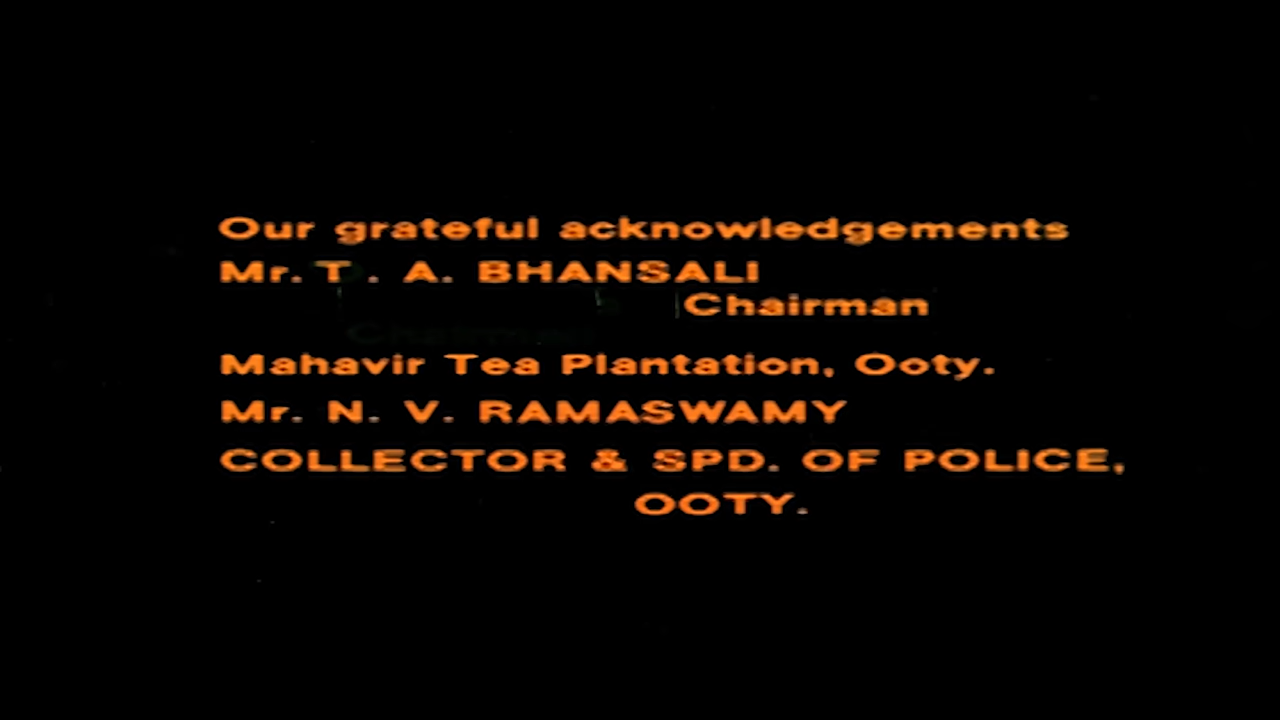 Our grateful acknowledgements
Mr. T . A. BHANSALI
Chairman
Mahavir Tea Plantation, Ooty.
Mr. N. V. RAMASWAMY
COLLECTOR & SPD. OF POLICE,
OOTY.